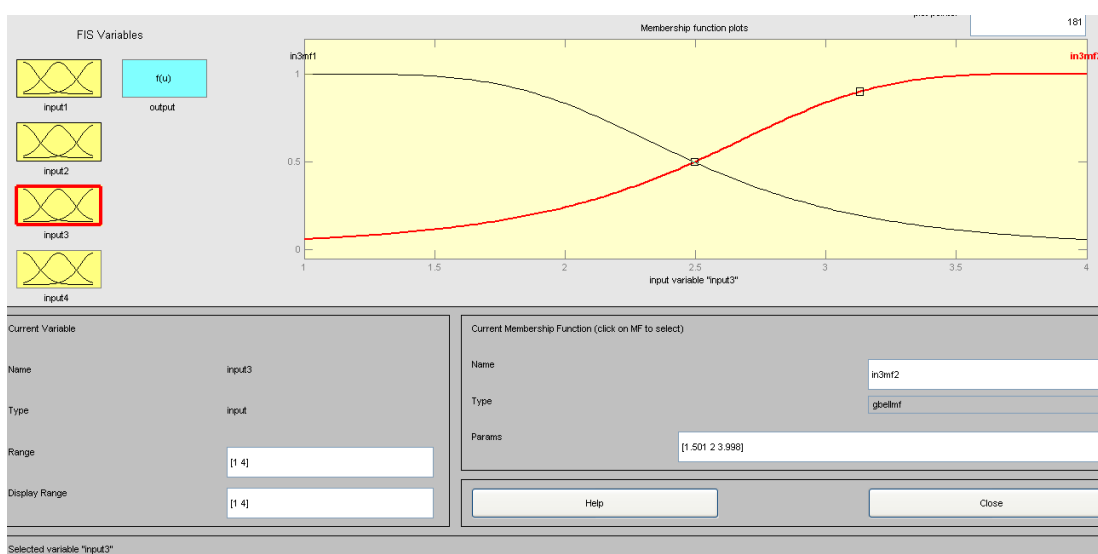 181
FIS Variables
Membership function plots
in3mf1
f(u)
1
input1
output
0.5
input2
input3
0
1
1.5
2
2.5
3
3.5
4
input variable "input3"
input4
Current Variable
Current Membership Function (click on MF to select)
Name
input3
Name
in3mf2
Type
input
Type
gbellmf
Range
[1 4]
Params
[1.501 2 3.998]
Display Range
[1 4]
Help
Close
Selected variable "input3"